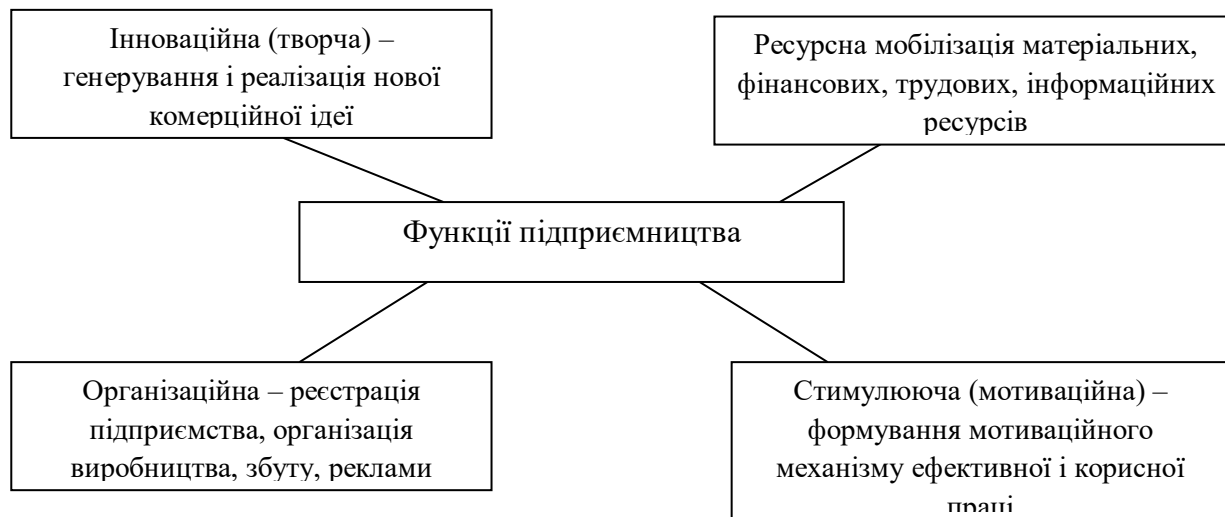 Інноваційна (творча) –
генерування і реалізація нової
комерційної ідеї
Ресурсна мобілізація матеріальних,
фінансових, трудових, інформаційних
ресурсів
Функції підприємництва
Організаційна – реєстрація
підприємства, організація
виробництва, збуту, реклами
Стимулююча (мотиваційна) –
формування мотиваційного
механізму ефективної і корисної
праці